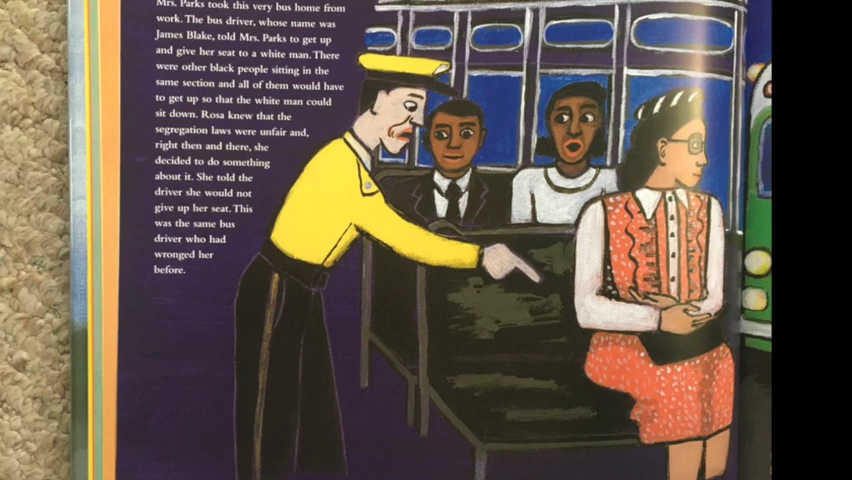 Mrs. Parks took this very bus home from
work. The bus driver, whose name was
James Blake, told Mrs. Parks to get up
and give her seat to a white man. There
were other black people sitting in the
same section and all of them would have
to get up so that the white man could
sit down. Rosa knew that the
segregation laws were unfair and,
right then and there, she
decided to do something
about it. She told the
driver she would not
give up her seat. This
was the same bus
driver who had
wronged her
before.